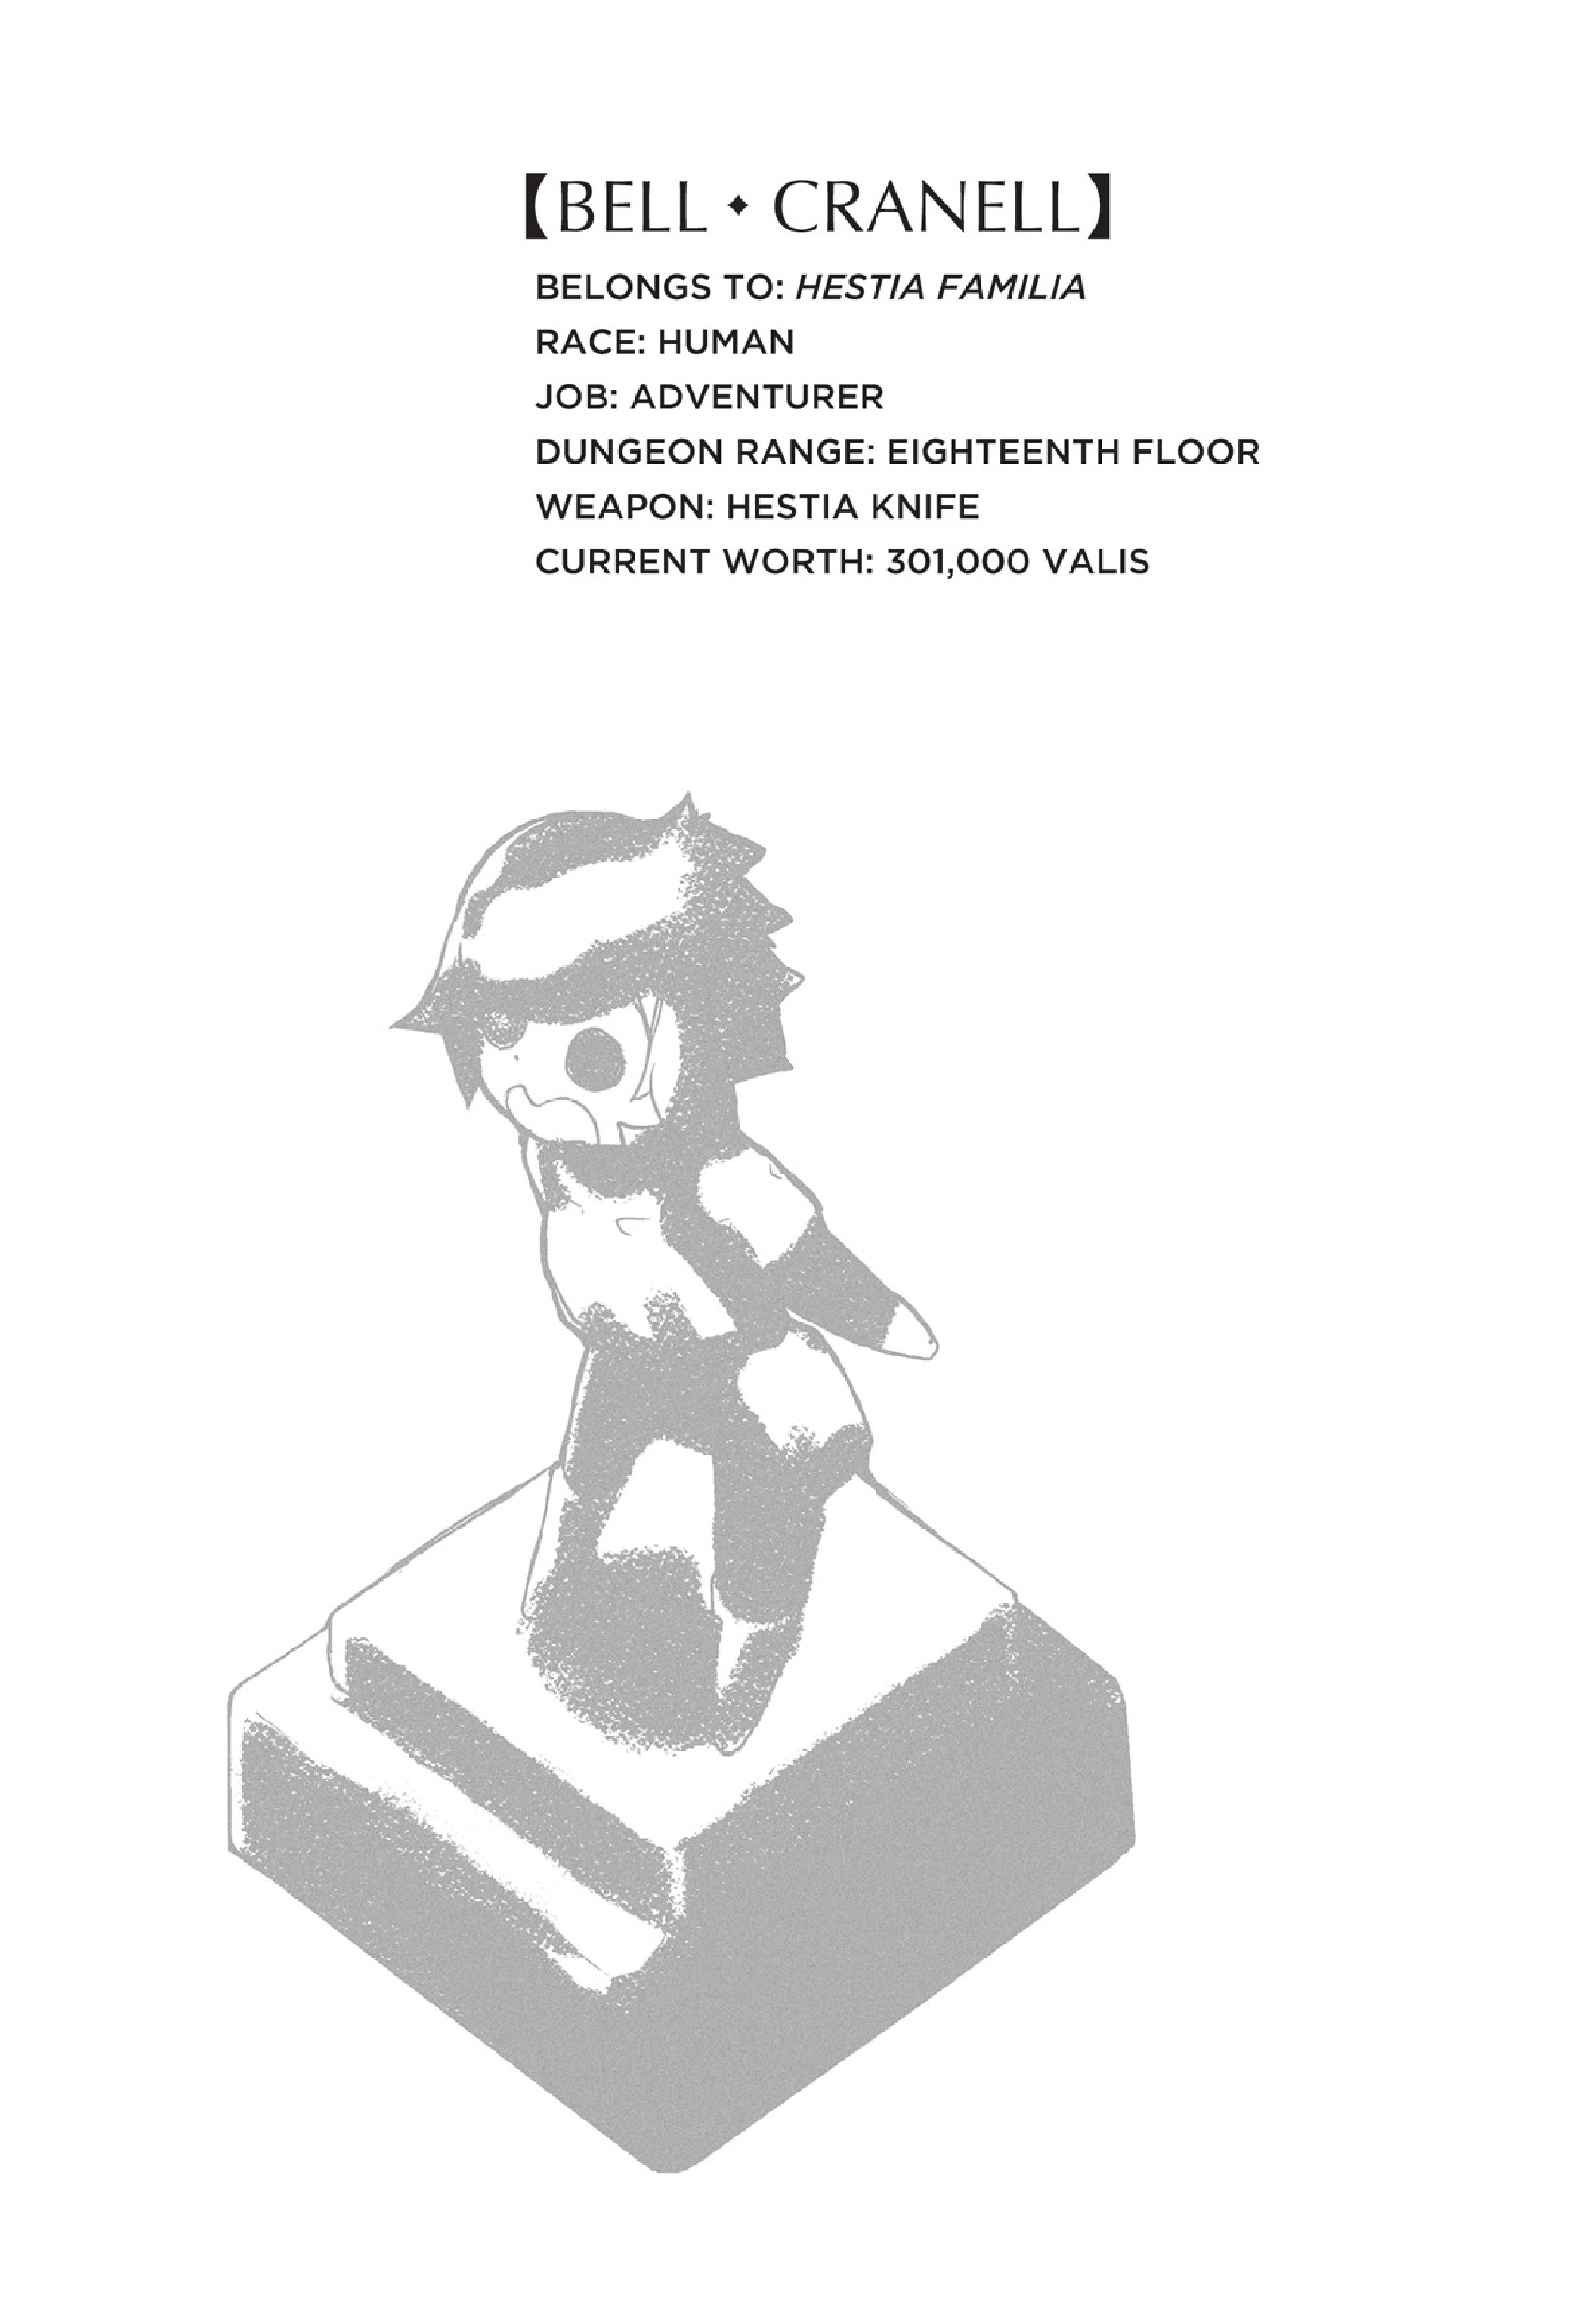 【BELL ✦ CRANELL】
BELONGS TO: HESTIA FAMILIA
RACE: HUMAN
JOB: ADVENTURER
DUNGEON RANGE: EIGHTEENTH FLOOR
WEAPON: HESTIA KNIFE
CURRENT WORTH: 301,000 VALIS